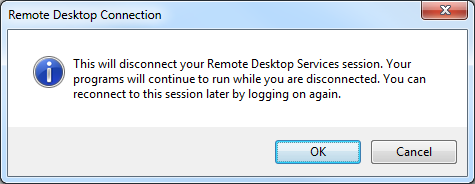 Remote Desktop Connection
This will disconnect your Remote Desktop Services session. Your
programs will continue to run while you are disconnected. You can
reconnect to this session later by logging on again.
OK
Cancel